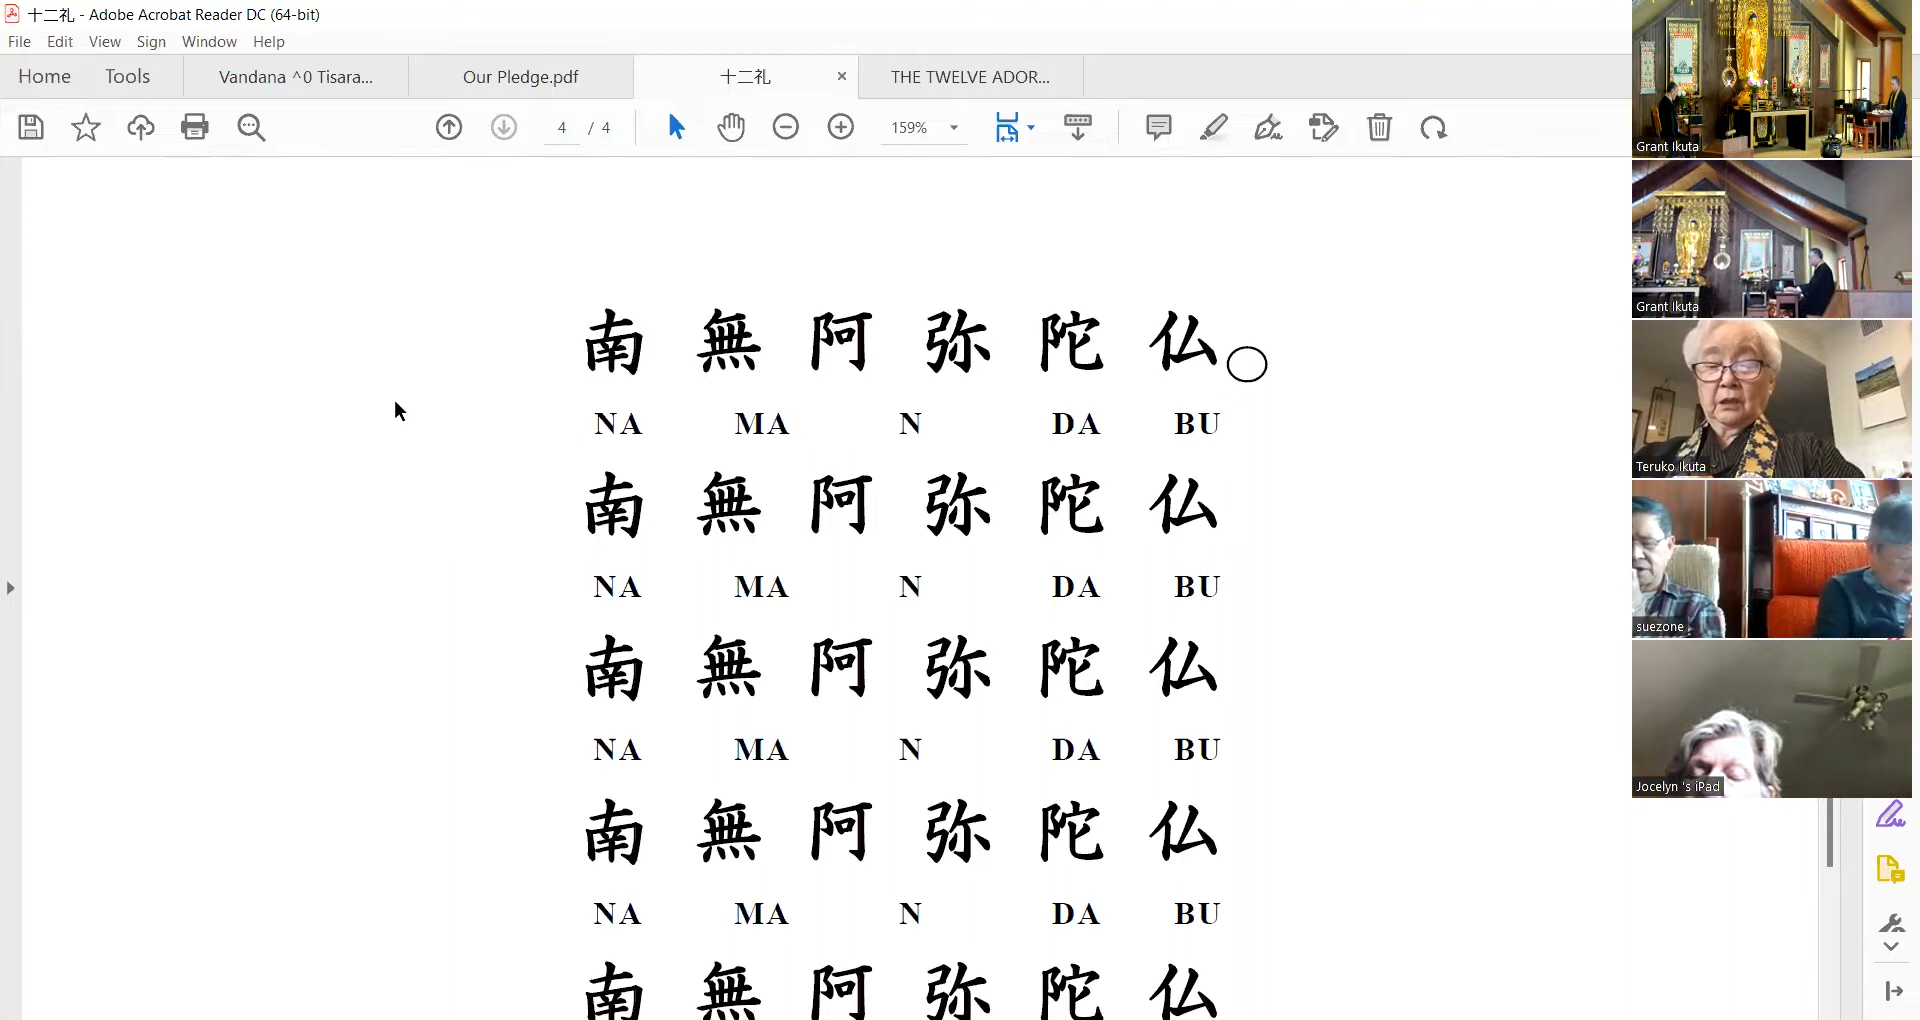 十二礼 - Adobe Acrobat Reader DC (64-bit)
File Edit View Sign Window Help
Home Tools Vandana ^0 Tisara... Our Pledge.pdf 十二礼 × THE TWELVE ADOR...
4 / 4 159%
南 無 阿 弥 陀 仏 ○
NA MA N DA BU
南 無 阿 弥 陀 仏
NA MA N DA BU
南 無 阿 弥 陀 仏
NA MA N DA BU
南 無 阿 弥 陀 仏
NA MA N DA BU
南 無 阿 弥 陀 仏
Grant Ikuta
Grant Ikuta
Teruko Ikuta
suezone
Jocelyn 's iPad